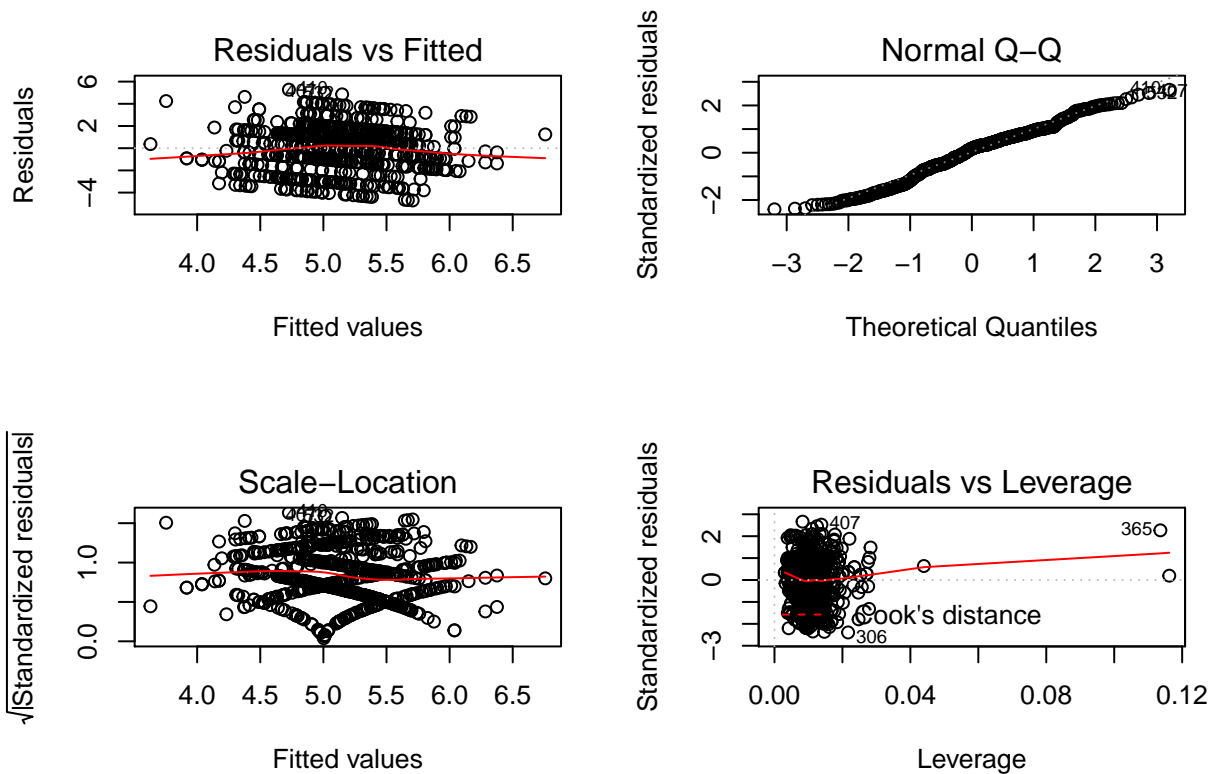 Residuals vs Fitted
Residuals
6
2
−4
4.0 4.5 5.0 5.5 6.0 6.5
Fitted values
Normal Q−Q
Standardized residuals
2
0
−2
−3 −2 −1 0 1 2 3
Theoretical Quantiles
Scale−Location
√|Standardized residuals|
1.0
0.0
4.0 4.5 5.0 5.5 6.0 6.5
Fitted values
Residuals vs Leverage
Standardized residuals
2
0
−3
407
365
Cook's distance
306
0.00 0.04 0.08 0.12
Leverage